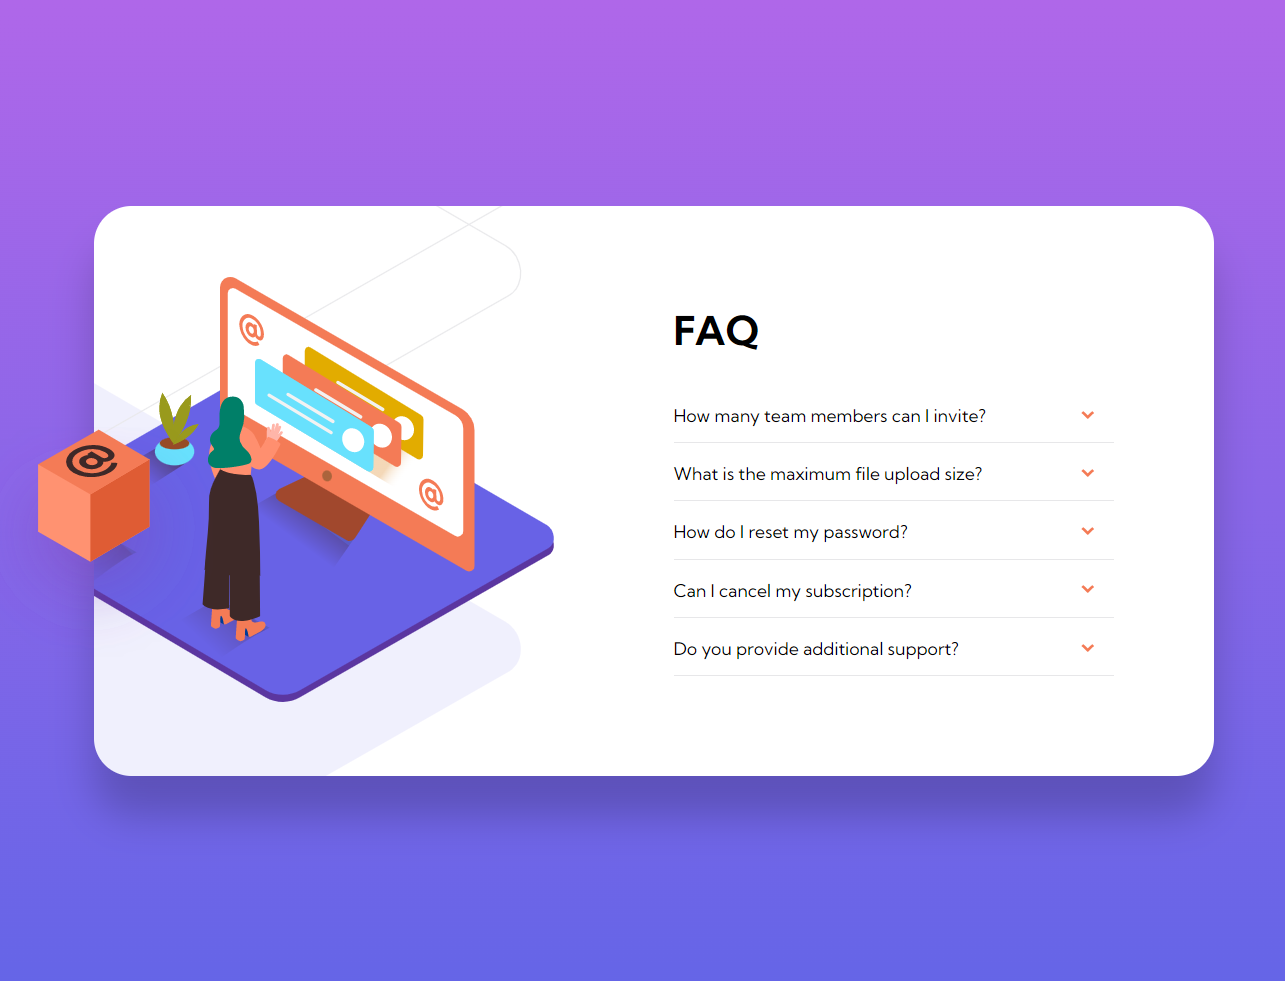 @
@
@
FAQ
How many team members can I invite?
What is the maximum file upload size?
How do I reset my password?
Can I cancel my subscription?
Do you provide additional support?